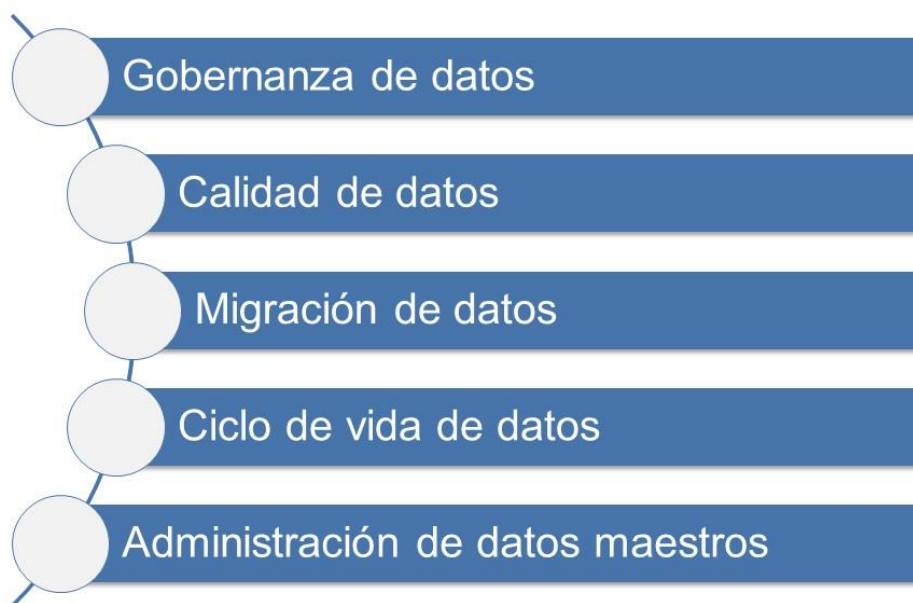 Gobernanza de datos
Calidad de datos
Migración de datos
Ciclo de vida de datos
Administración de datos maestros